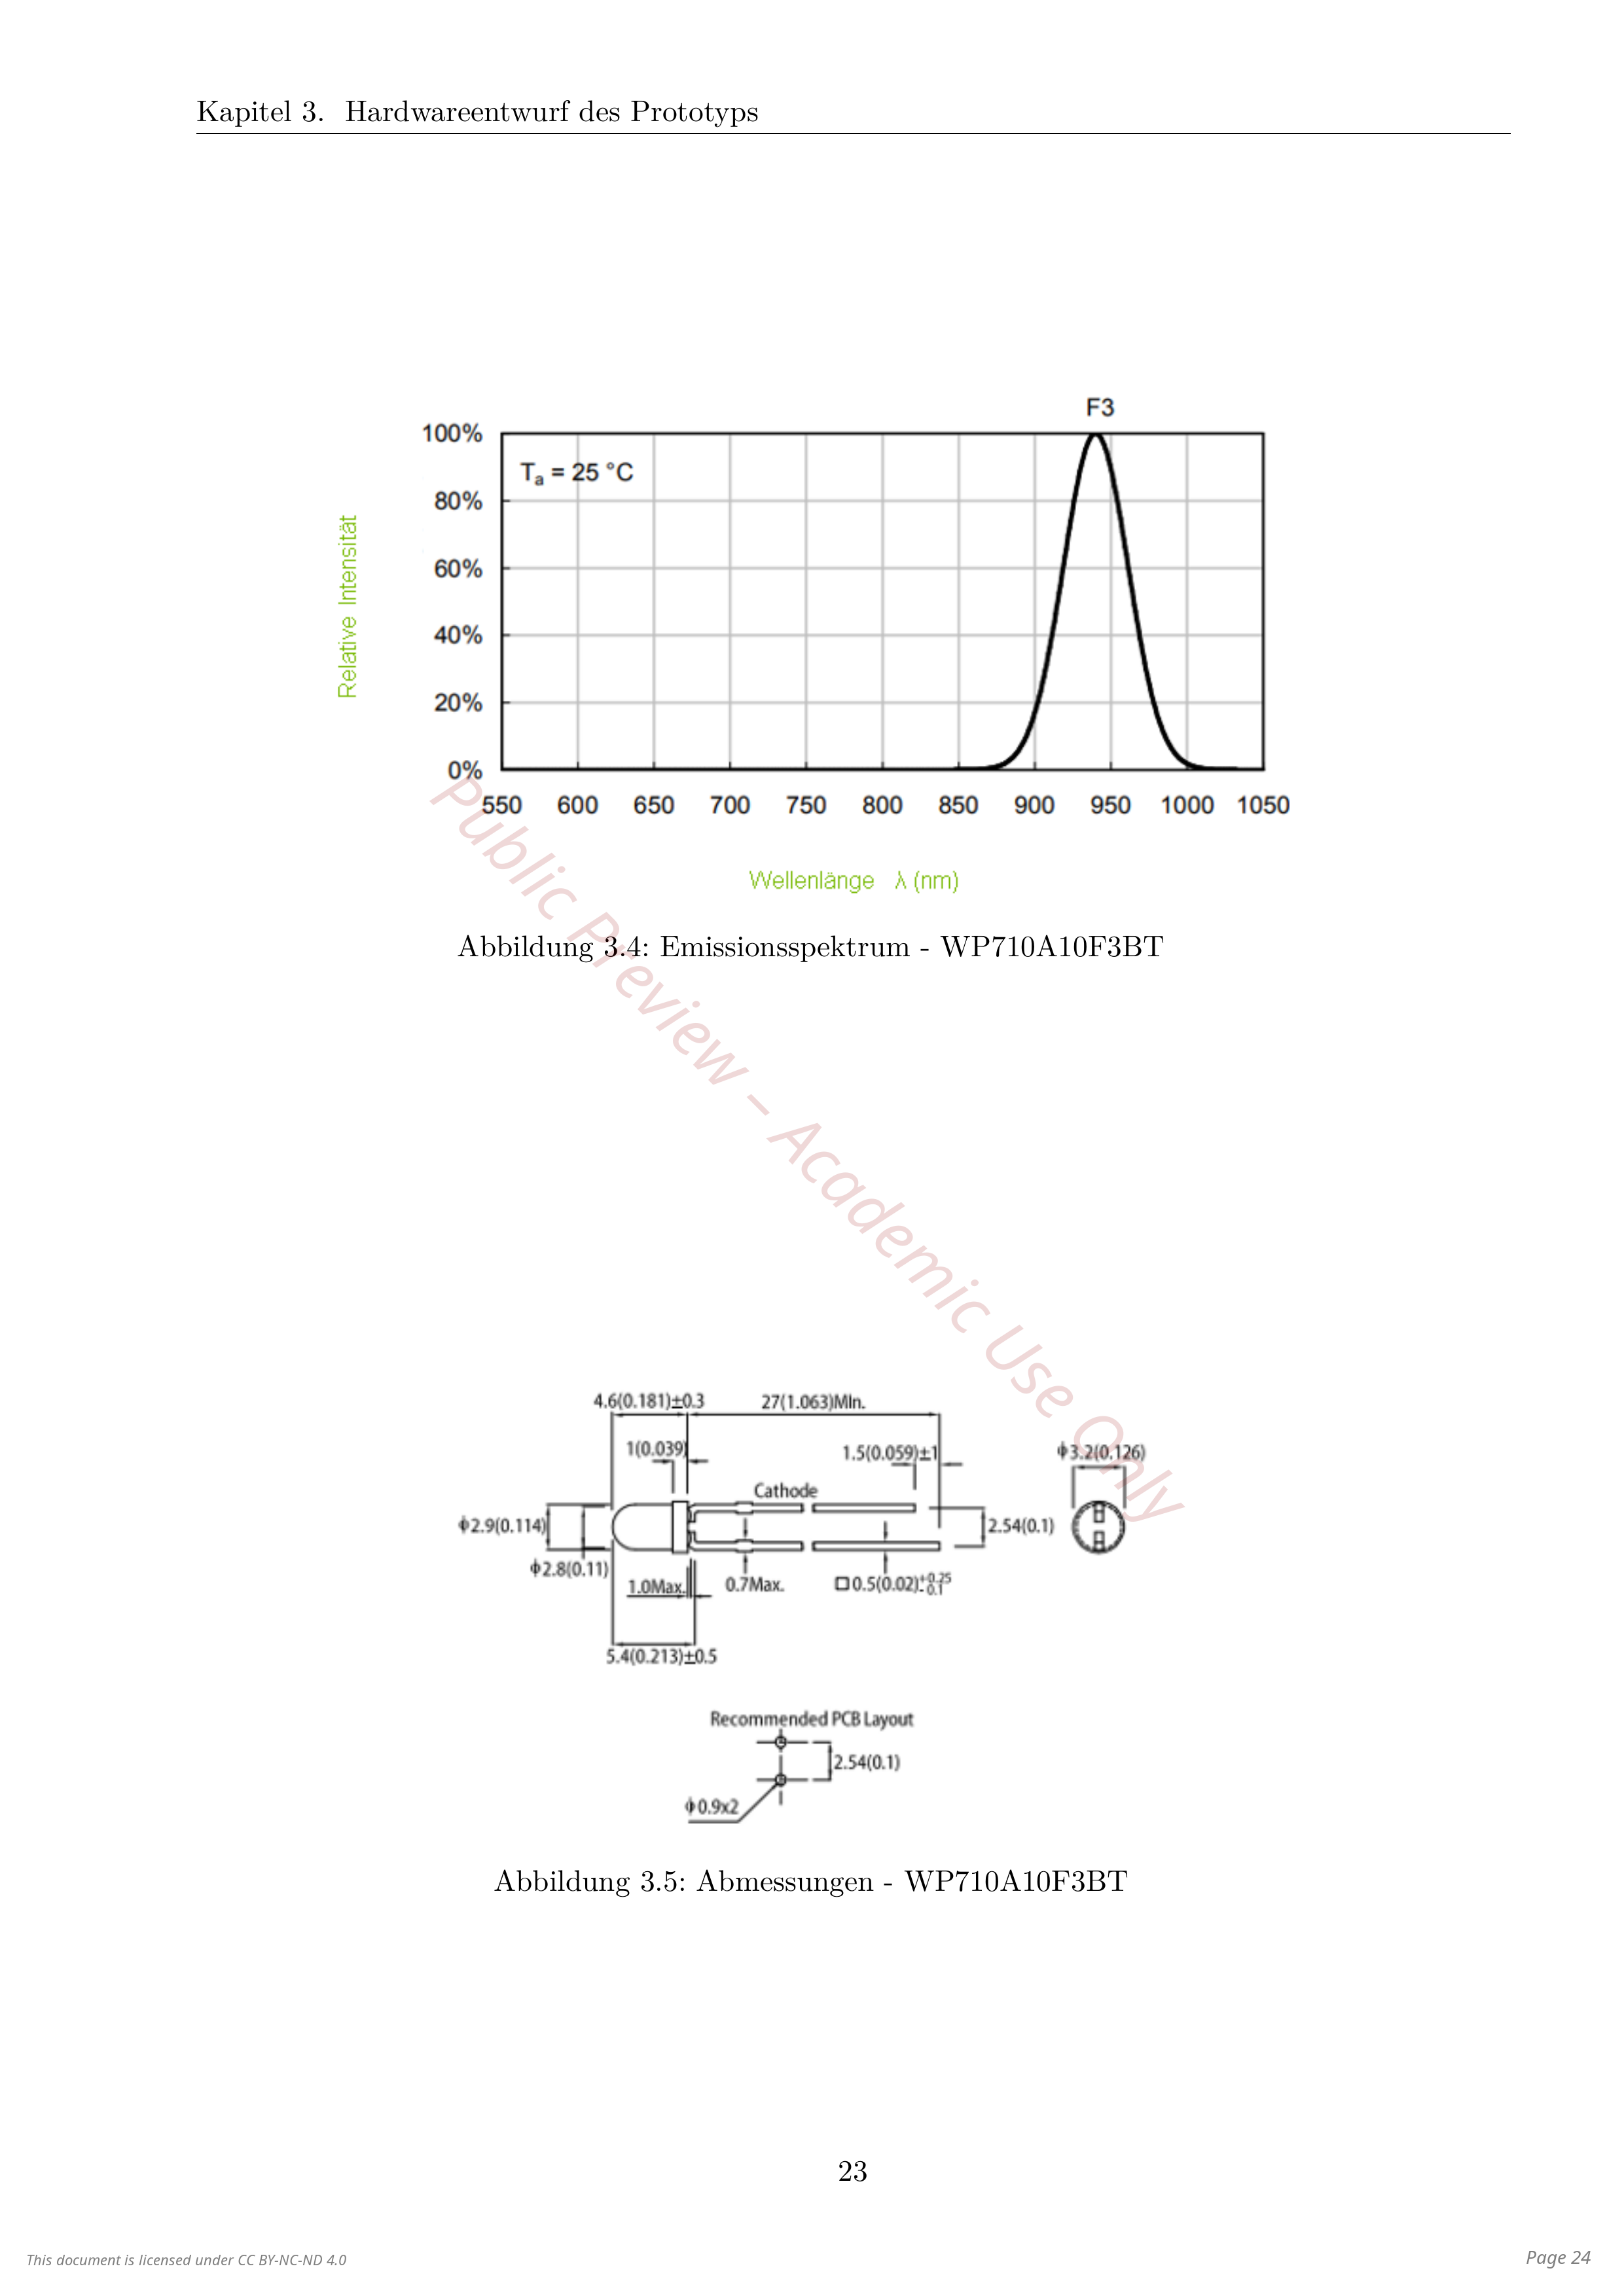 Kapitel 3. Hardwareentwurf des Prototyps
F3
100%
Ta = 25 °C
80%
60%
40%
20%
0%
Relative Intensität
550 600 650 700 750 800 850 900 950 1000 1050
Wellenlänge λ (nm)
Abbildung 3.4: Emissionsspektrum - WP710A10F3BT
Public Preview – Academic Use Only
4.6(0.181)±0.3
27(1.063)MIn.
1(0.039)
1.5(0.059)±1
ϕ3.2(0.126)
Cathode
ϕ2.9(0.114)
2.54(0.1)
ϕ2.8(0.11)
1.0Max.
0.7Max.
□0.5(0.02)+0.25 -0.1
5.4(0.213)±0.5
Recommended PCB Layout
2.54(0.1)
ϕ0.9x2
Abbildung 3.5: Abmessungen - WP710A10F3BT
23
This document is licensed under CC BY-NC-ND 4.0
Page 24